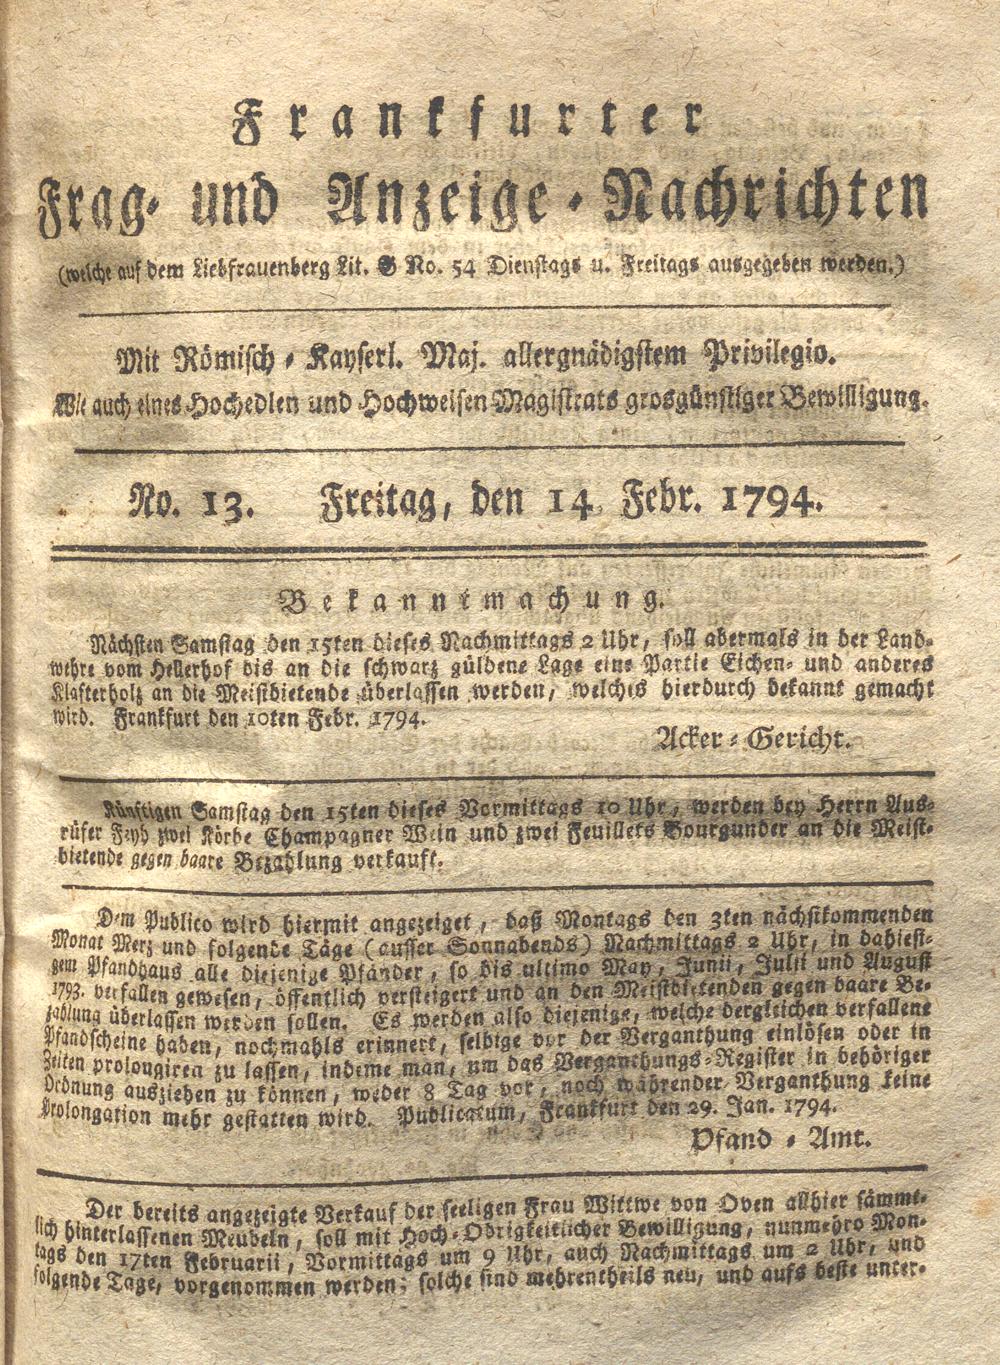 Frankfurter
Frag- und Anzeige-Nachrichten
(welche auf dem Liebfrauenberg Lit. G No. 54 Dienstags u. Freitags ausgegeben werden.)
Mit Römisch-Kayserl. Maj. allergnädigstem Privilegio.
Wie auch eines Hochedlen und Hochweisen Magistrats grosgünstiger Bewilligung.
No. 13. Freitag, den 14. Febr. 1794.
Bekanntmachung.
Nächsten Samstag den 15ten dieses Nachmittags 2 Uhr, soll abermals in der Land-
wehre vom Hellerhof bis an die schwarz güldene Lage eine Partie Eichen- und anderes
Klafterholz an die Meistbietende überlassen werden, welches hierdurch bekannt gemacht
wird. Frankfurt den 10ten Febr. 1794.
Acker-Gericht.
Künftigen Samstag den 15ten dieses Vormittags 10 Uhr, werden bey Herrn Aus-
rüfer Feyh zwei Körbe Champagner Wein und zwei Feuillets Bourgunder an die Meist-
bietende gegen baare Bezahlung verkauft.
Dem Publico wird hiermit angezeiget, daß Montags den 3ten nächstkommenden
Monat Merz und folgende Täge (ausser Sonnabends) Nachmittags 2 Uhr, in dahiesi-
gem Pfandhaus alle diejenige Pfänder, so bis ultimo May, Junii, Julii und August
1793. verfallen gewesen, öffentlich versteigert und an den Meistbietenden gegen baare Be-
zahlung überlassen werden sollen. Es werden also diejenige, welche dergleichen verfallene
Pfandscheine haben, nochmahls erinnert, selbige vor der Verganthung einlösen oder in
Zeiten prolongiren zu lassen, indeme man, um das Verganthungs-Register in behöriger
Ordnung ausziehen zu können, weder 8 Tag vor, noch währender Verganthung keine
Prolongation mehr gestatten wird. Publicatum, Frankfurt den 29. Jan. 1794.
Pfand-Amt.
Der bereits angezeigte Verkauf der seeligen Frau Wittwe von Oven allhier sämmt-
lich hinterlassenen Meubeln, soll mit Hoch-Obrigkeitlicher Bewilligung, nunmehro Mon-
tags den 17ten Februarii, Vormittags um 9 Uhr, auch Nachmittags um 2 Uhr, und
folgende Tage, vorgenommen werden; solche sind mehrentheils neu, und aufs beste unter-